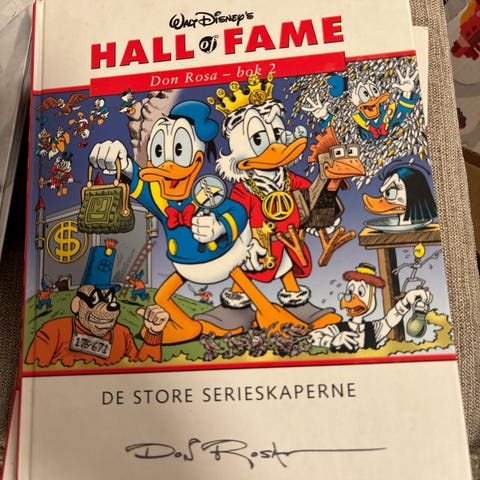 Walt Disney's
HALL of FAME
Don Rosa – bok 2
$
176-671
DE STORE SERIESKAPERNE
Don Rosa